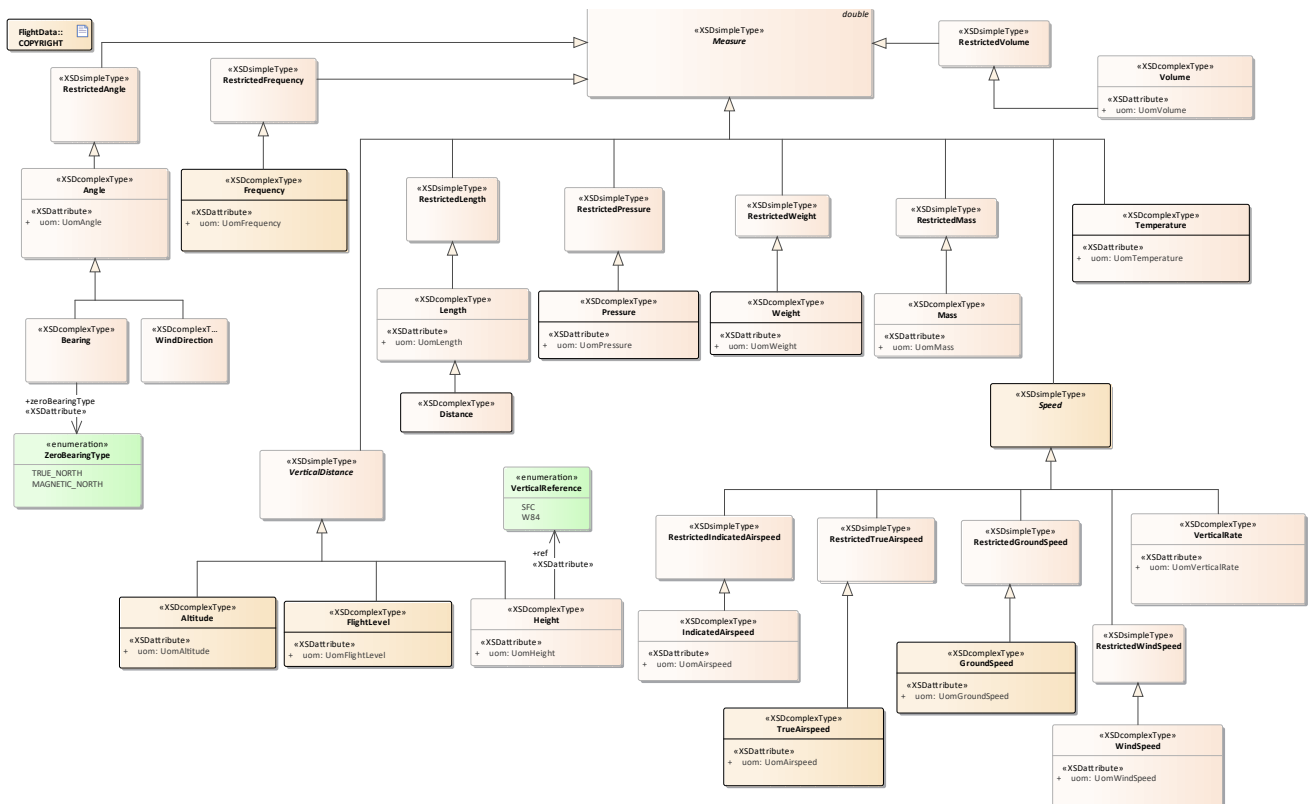 FlightData::
COPYRIGHT
double
«XSDsimpleType»
Measure
«XSDsimpleType»
RestrictedVolume
«XSDcomplexType»
Volume
«XSDattribute»
+ uom: UomVolume
«XSDsimpleType»
RestrictedAngle
«XSDsimpleType»
RestrictedFrequency
«XSDcomplexType»
Angle
«XSDattribute»
+ uom: UomAngle
«XSDcomplexType»
Frequency
«XSDattribute»
+ uom: UomFrequency
«XSDsimpleType»
RestrictedLength
«XSDsimpleType»
RestrictedPressure
«XSDsimpleType»
RestrictedWeight
«XSDsimpleType»
RestrictedMass
«XSDcomplexType»
Temperature
«XSDattribute»
+ uom: UomTemperature
«XSDcomplexType»
Length
«XSDattribute»
+ uom: UomLength
«XSDcomplexType»
Pressure
«XSDattribute»
+ uom: UomPressure
«XSDcomplexType»
Weight
«XSDattribute»
+ uom: UomWeight
«XSDcomplexType»
Mass
«XSDattribute»
+ uom: UomMass
«XSDcomplexType»
Bearing
«XSDcomplexT...
WindDirection
+zeroBearingType
«XSDAttribute»
«XSDcomplexType»
Distance
«XSDsimpleType»
Speed
«enumeration»
ZeroBearingType
TRUE_NORTH
MAGNETIC_NORTH
«XSDsimpleType»
VerticalDistance
«enumeration»
VerticalReference
SFC
W84
+ref
«XSDAttribute»
«XSDsimpleType»
RestrictedIndicatedAirspeed
«XSDsimpleType»
RestrictedTrueAirspeed
«XSDsimpleType»
RestrictedGroundSpeed
«XSDcomplexType»
VerticalRate
«XSDattribute»
+ uom: UomVerticalRate
«XSDcomplexType»
Altitude
«XSDattribute»
+ uom: UomAltitude
«XSDcomplexType»
FlightLevel
«XSDattribute»
+ uom: UomFlightLevel
«XSDcomplexType»
Height
«XSDattribute»
+ uom: UomHeight
«XSDcomplexType»
IndicatedAirspeed
«XSDattribute»
+ uom: UomAirspeed
«XSDcomplexType»
GroundSpeed
«XSDattribute»
+ uom: UomGroundSpeed
«XSDsimpleType»
RestrictedWindSpeed
«XSDcomplexType»
TrueAirspeed
«XSDattribute»
+ uom: UomAirspeed
«XSDcomplexType»
WindSpeed
«XSDattribute»
+ uom: UomWindSpeed